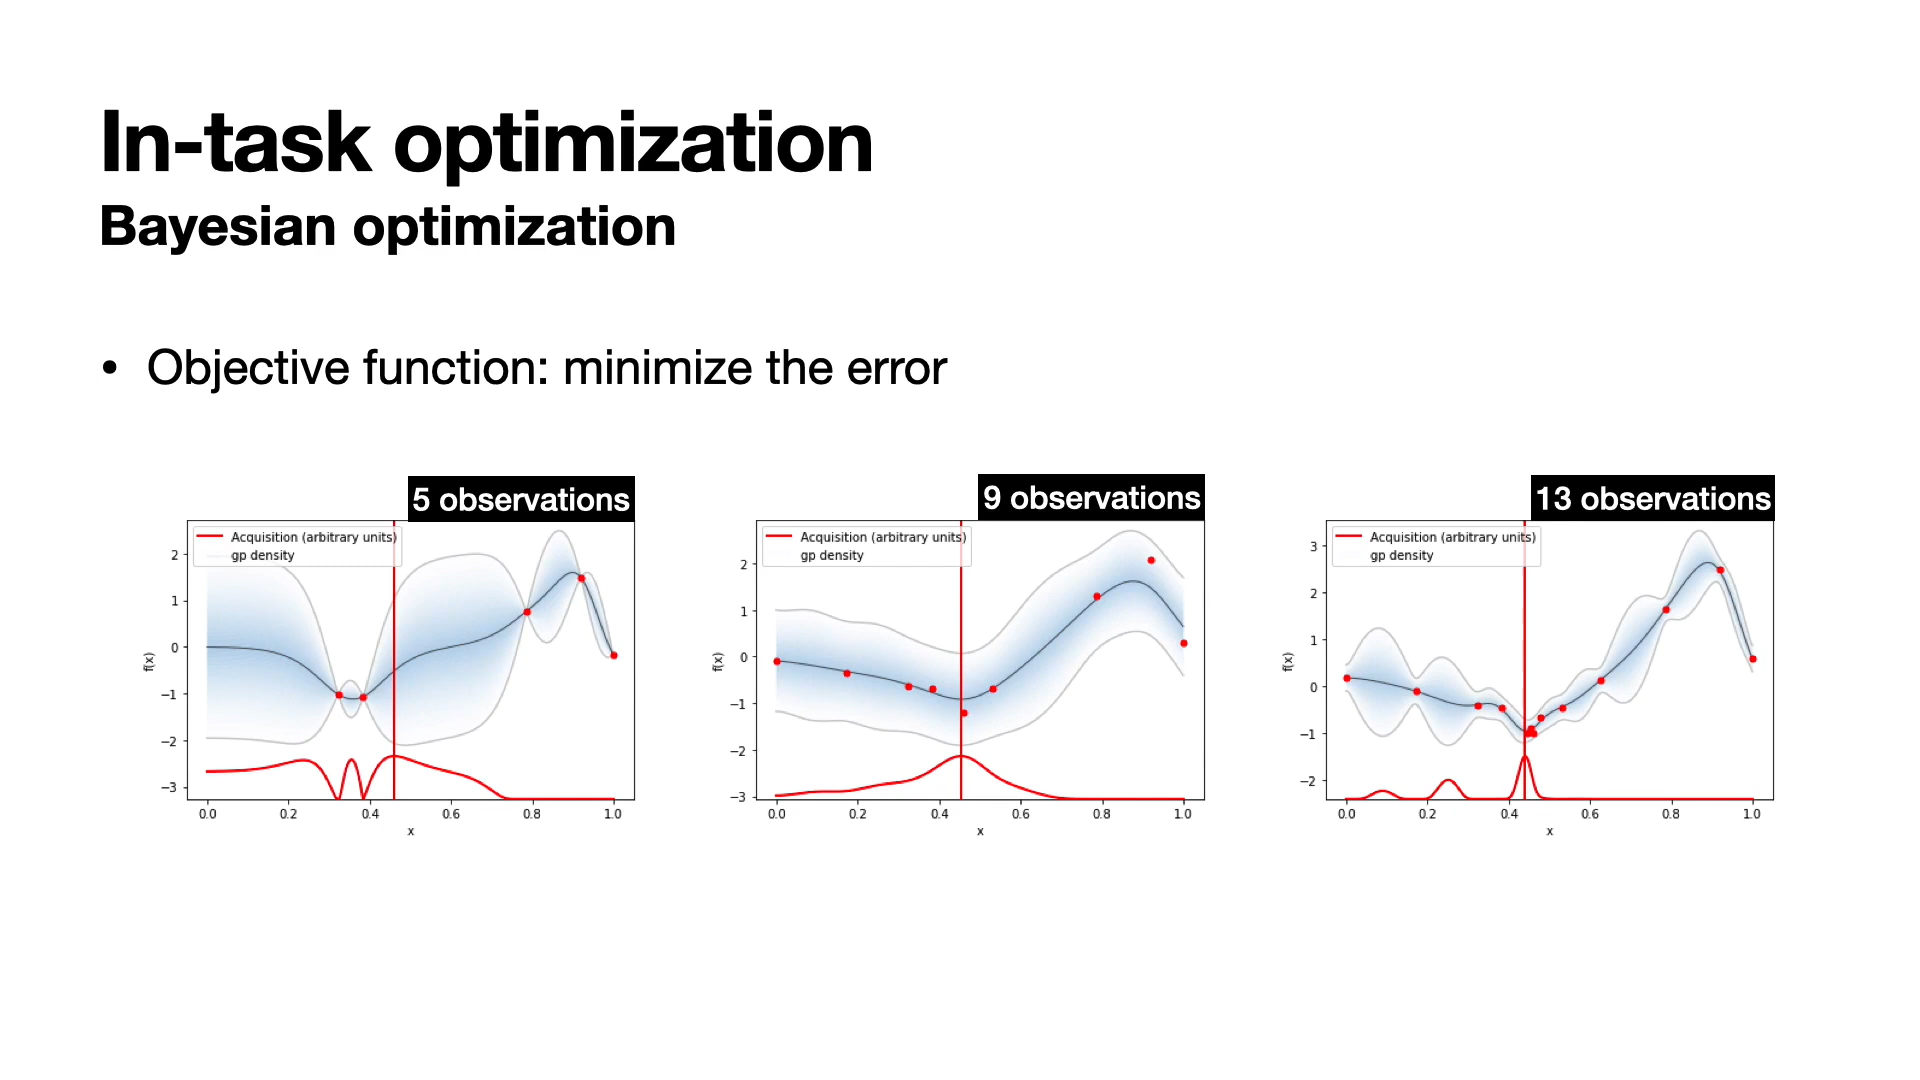 In-task optimization
Bayesian optimization
• Objective function: minimize the error
5 observations
Acquisition (arbitrary units)
gp density
2
1
0
−1
−2
−3
f(x)
0.0 0.2 0.4 0.6 0.8 1.0
x
9 observations
Acquisition (arbitrary units)
gp density
2
1
0
−1
−2
−3
f(x)
0.0 0.2 0.4 0.6 0.8 1.0
x
13 observations
Acquisition (arbitrary units)
gp density
3
2
1
0
−1
−2
f(x)
0.0 0.2 0.4 0.6 0.8 1.0
x